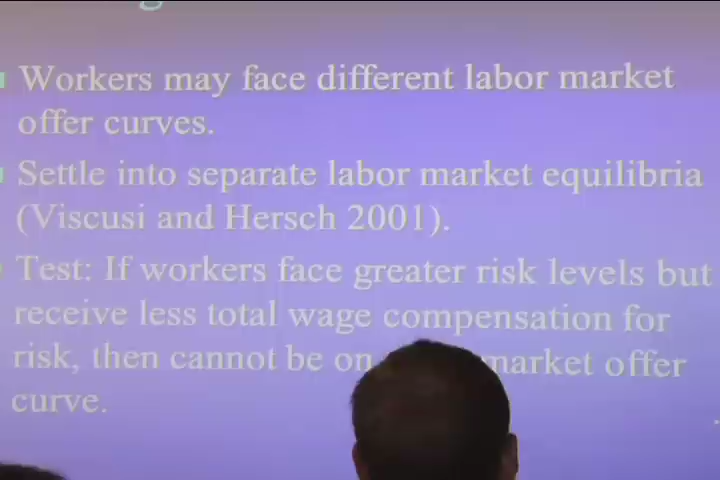 Workers may face different labor market
offer curves.
Settle into separate labor market equilibria
(Viscusi and Hersch 2001).
Test: If workers face greater risk levels but
receive less total wage compensation for
risk, then cannot be on market offer
curve.